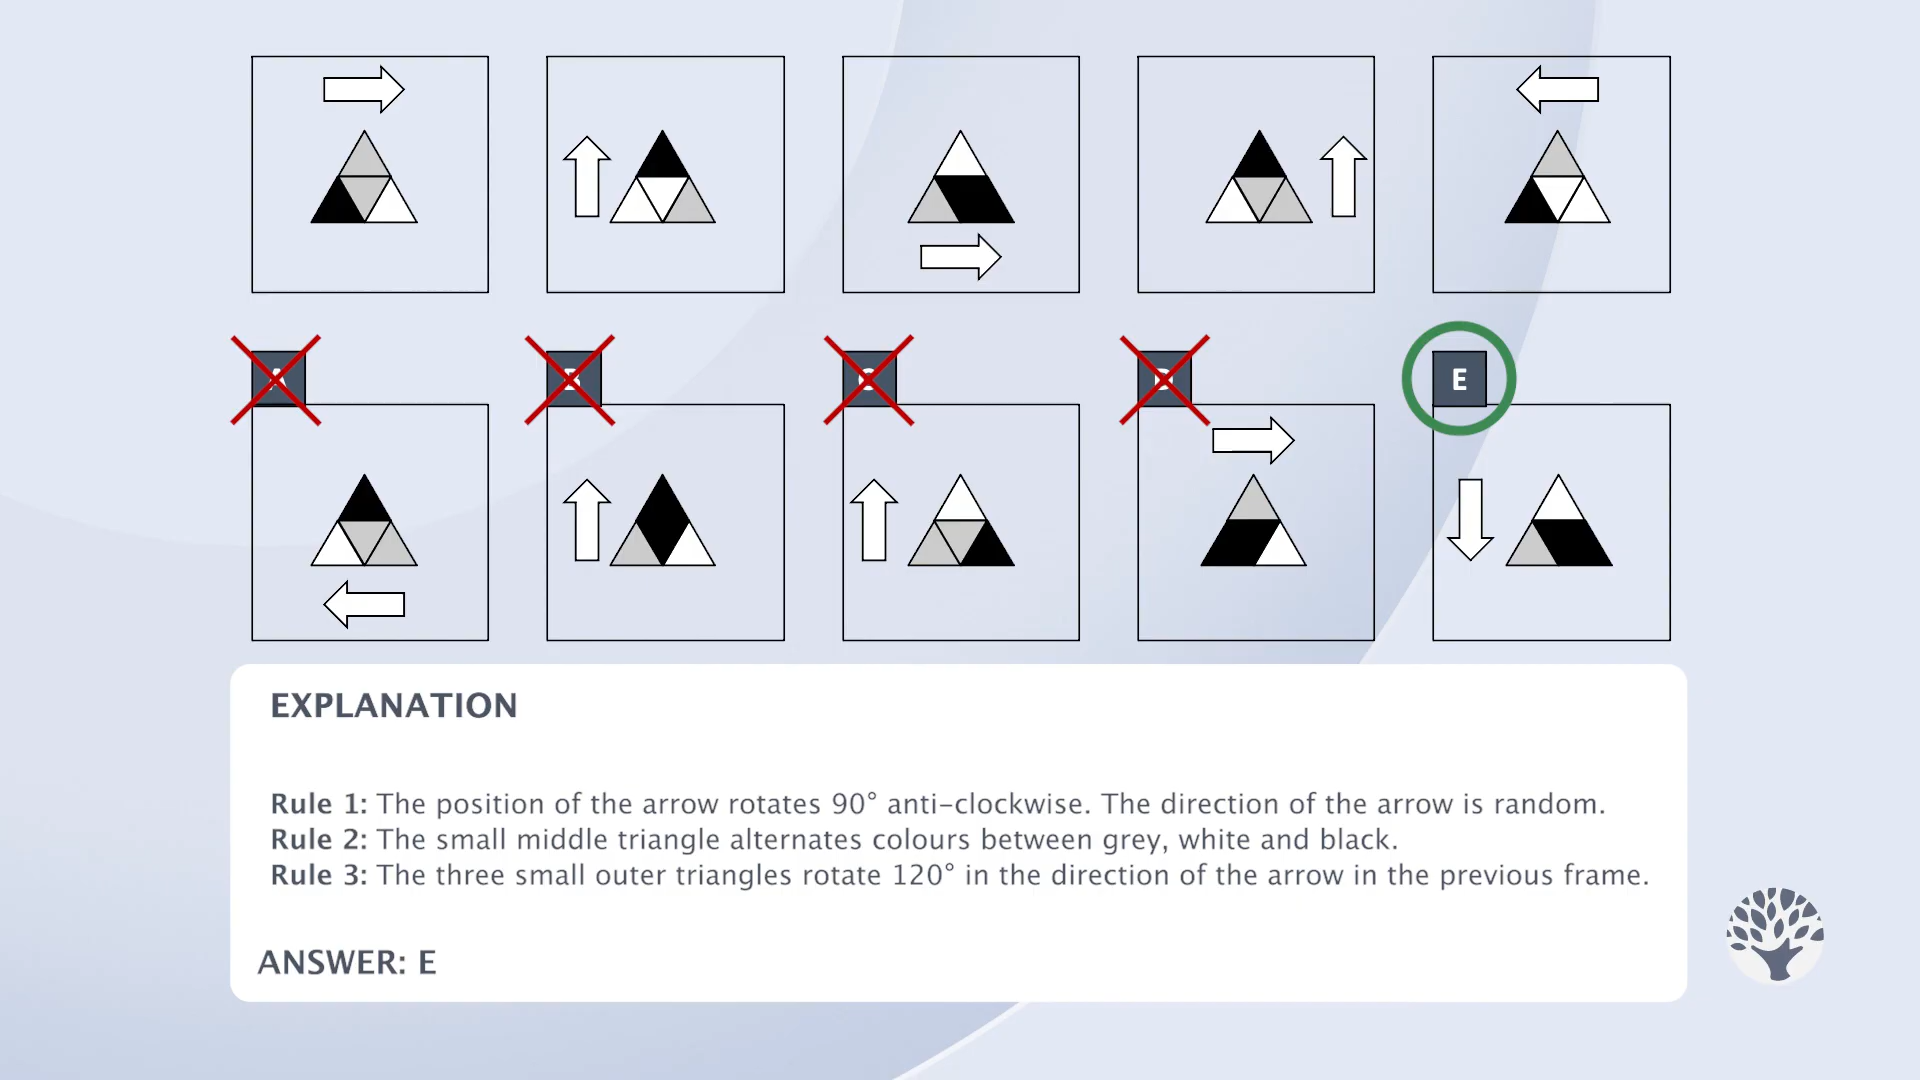 A
B
C
D
E
EXPLANATION
Rule 1: The position of the arrow rotates 90° anti-clockwise. The direction of the arrow is random.
Rule 2: The small middle triangle alternates colours between grey, white and black.
Rule 3: The three small outer triangles rotate 120° in the direction of the arrow in the previous frame.
ANSWER: E